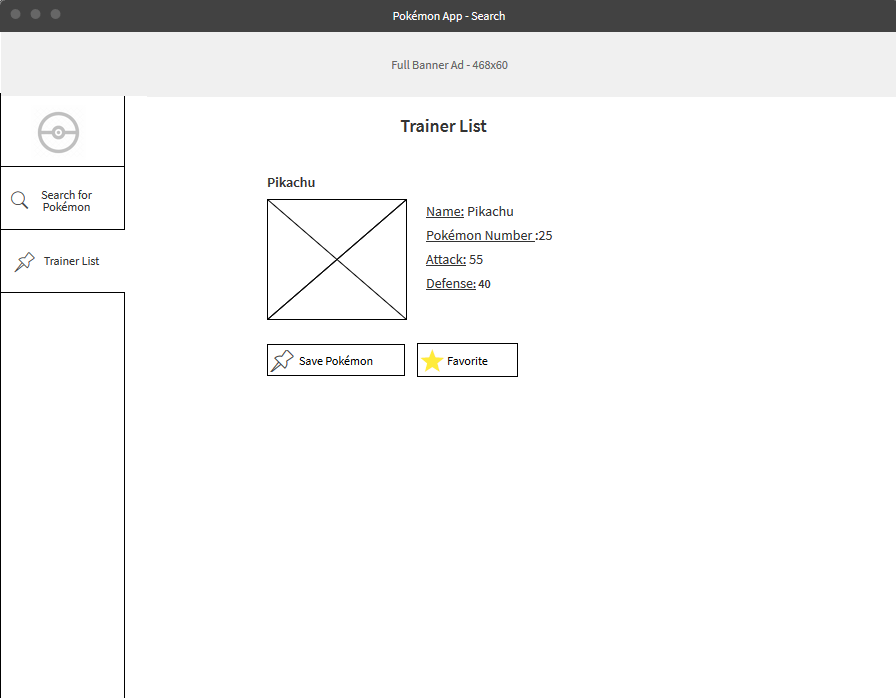 Pokémon App - Search
Full Banner Ad - 468x60
Trainer List
Search for
Pokémon
Trainer List
Pikachu
Name: Pikachu
Pokémon Number :25
Attack: 55
Defense: 40
Save Pokémon
Favorite